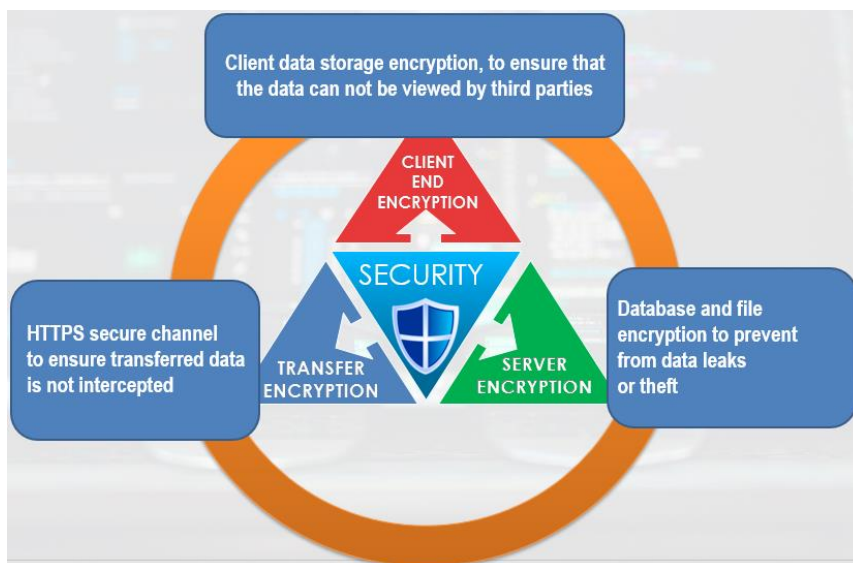 Client data storage encryption, to ensure that
the data can not be viewed by third parties
CLIENT
END
ENCRYPTION
SECURITY
HTTPS secure channel
to ensure transferred data
is not intercepted
TRANSFER
ENCRYPTION
SERVER
ENCRYPTION
Database and file
encryption to prevent
from data leaks
or theft